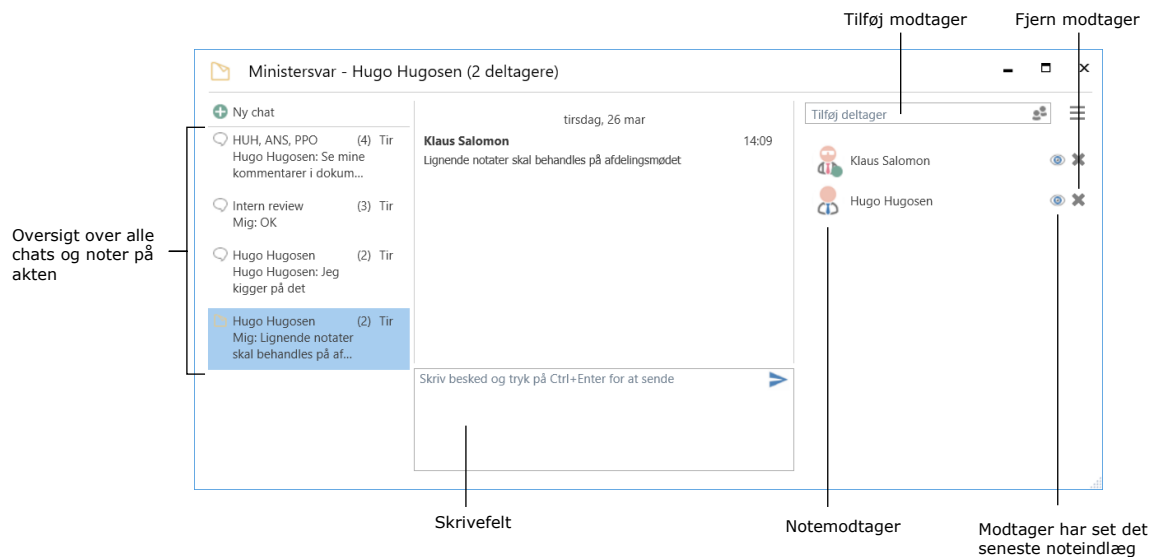 Tilføj modtager
Fjern modtager
Ministersvar - Hugo Hugosen (2 deltagere)
Ny chat
HUH, ANS, PPO (4) Tir
Hugo Hugosen: Se mine
kommentarer i dokum...
Intern review (3) Tir
Mig: OK
Hugo Hugosen (2) Tir
Hugo Hugosen: Jeg
kigger på det
Hugo Hugosen (2) Tir
Mig: Lignende notater
skal behandles på af...
tirsdag, 26 mar
Klaus Salomon 14:09
Lignende notater skal behandles på afdelingsmødet
Skriv besked og tryk på Ctrl+Enter for at sende
Tilføj deltager
Klaus Salomon
Hugo Hugosen
Oversigt over alle
chats og noter på
akten
Skrivefelt
Notemodtager
Modtager har set det
seneste noteindlæg